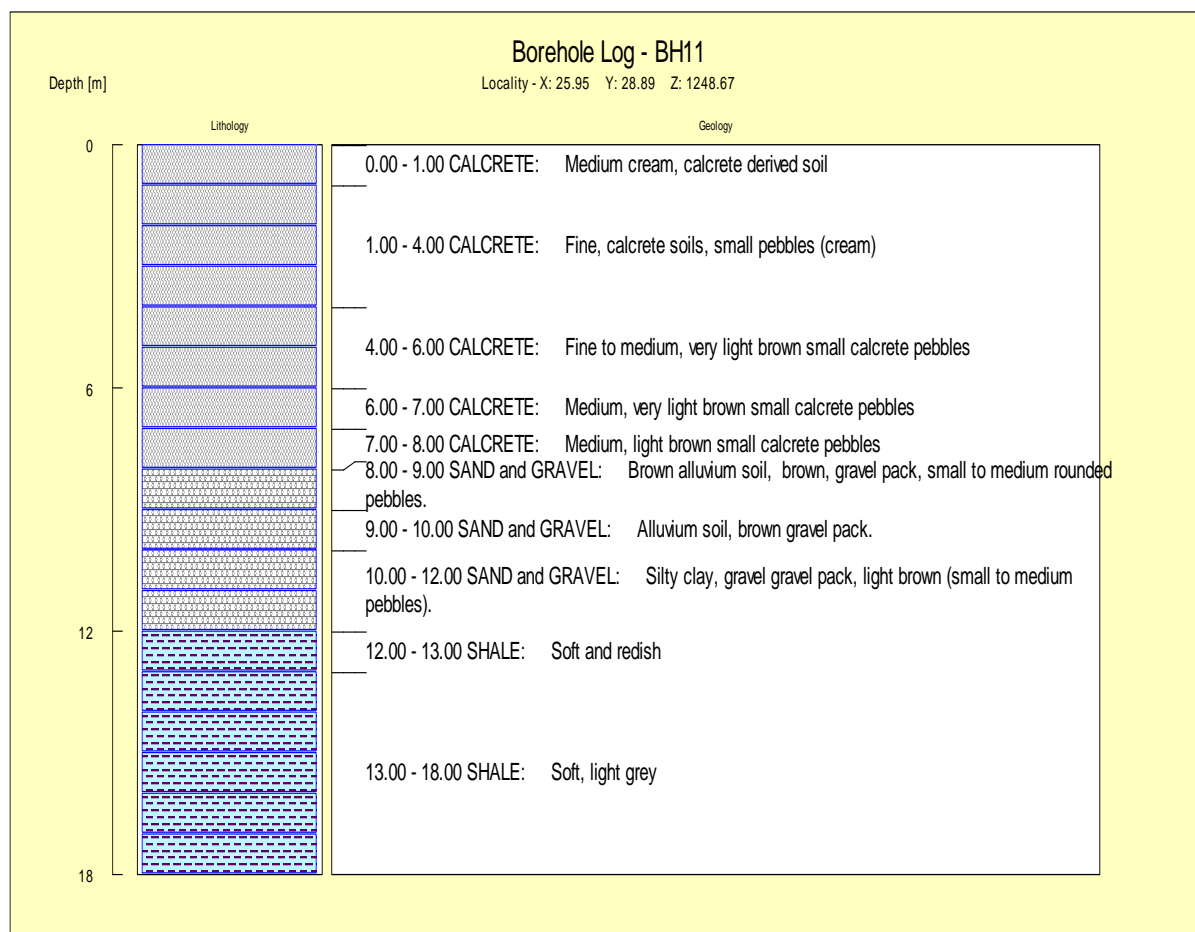 Borehole Log - BH11
Depth [m]
Locality - X: 25.95 Y: 28.89 Z: 1248.67
Lithology
Geology
0
0.00 - 1.00 CALCRETE: Medium cream, calcrete derived soil
1.00 - 4.00 CALCRETE: Fine, calcrete soils, small pebbles (cream)
4.00 - 6.00 CALCRETE: Fine to medium, very light brown small calcrete pebbles
6
6.00 - 7.00 CALCRETE: Medium, very light brown small calcrete pebbles
7.00 - 8.00 CALCRETE: Medium, light brown small calcrete pebbles
8.00 - 9.00 SAND and GRAVEL: Brown alluvium soil, brown, gravel pack, small to medium rounded
pebbles.
9.00 - 10.00 SAND and GRAVEL: Alluvium soil, brown gravel pack.
10.00 - 12.00 SAND and GRAVEL: Silty clay, gravel gravel pack, light brown (small to medium
pebbles).
12
12.00 - 13.00 SHALE: Soft and redish
13.00 - 18.00 SHALE: Soft, light grey
18